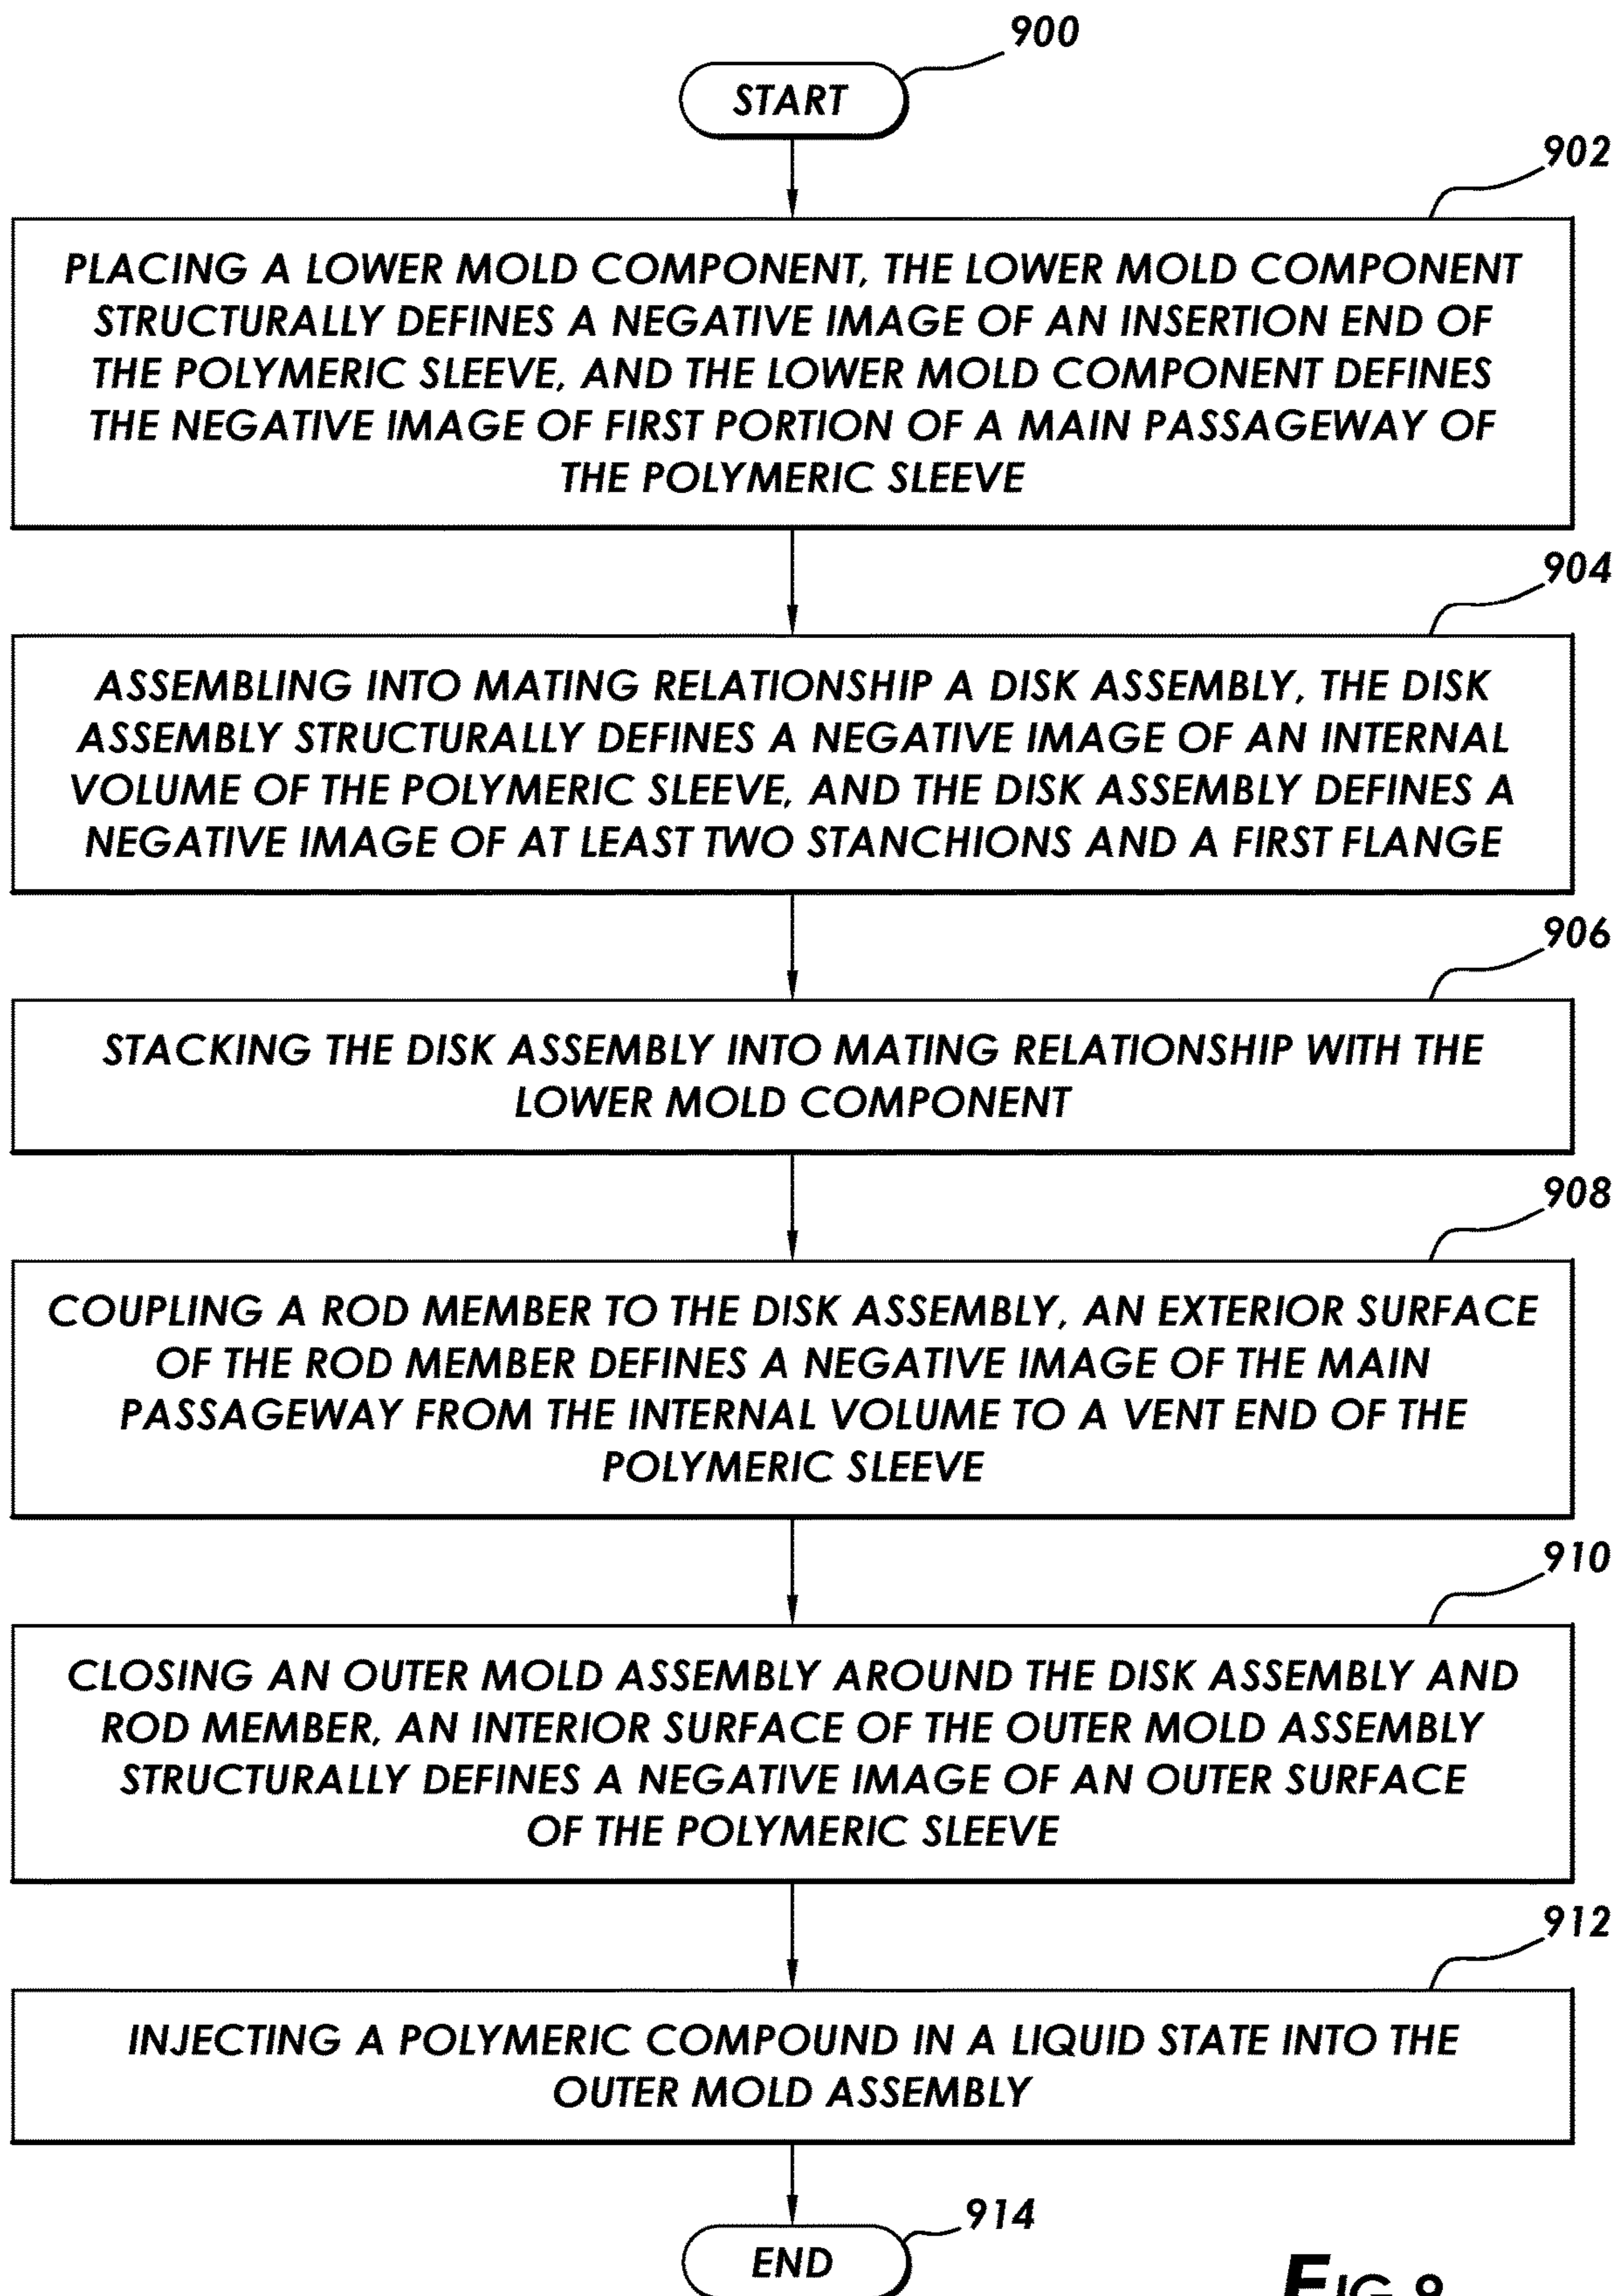 900
START
902
PLACING A LOWER MOLD COMPONENT, THE LOWER MOLD COMPONENT
STRUCTURALLY DEFINES A NEGATIVE IMAGE OF AN INSERTION END OF
THE POLYMERIC SLEEVE, AND THE LOWER MOLD COMPONENT DEFINES
THE NEGATIVE IMAGE OF FIRST PORTION OF A MAIN PASSAGEWAY OF
THE POLYMERIC SLEEVE
904
ASSEMBLING INTO MATING RELATIONSHIP A DISK ASSEMBLY, THE DISK
ASSEMBLY STRUCTURALLY DEFINES A NEGATIVE IMAGE OF AN INTERNAL
VOLUME OF THE POLYMERIC SLEEVE, AND THE DISK ASSEMBLY DEFINES A
NEGATIVE IMAGE OF AT LEAST TWO STANCHIONS AND A FIRST FLANGE
906
STACKING THE DISK ASSEMBLY INTO MATING RELATIONSHIP WITH THE
LOWER MOLD COMPONENT
908
COUPLING A ROD MEMBER TO THE DISK ASSEMBLY, AN EXTERIOR SURFACE
OF THE ROD MEMBER DEFINES A NEGATIVE IMAGE OF THE MAIN
PASSAGEWAY FROM THE INTERNAL VOLUME TO A VENT END OF THE
POLYMERIC SLEEVE
910
CLOSING AN OUTER MOLD ASSEMBLY AROUND THE DISK ASSEMBLY AND
ROD MEMBER, AN INTERIOR SURFACE OF THE OUTER MOLD ASSEMBLY
STRUCTURALLY DEFINES A NEGATIVE IMAGE OF AN OUTER SURFACE
OF THE POLYMERIC SLEEVE
912
INJECTING A POLYMERIC COMPOUND IN A LIQUID STATE INTO THE
OUTER MOLD ASSEMBLY
914
END
FIG.9